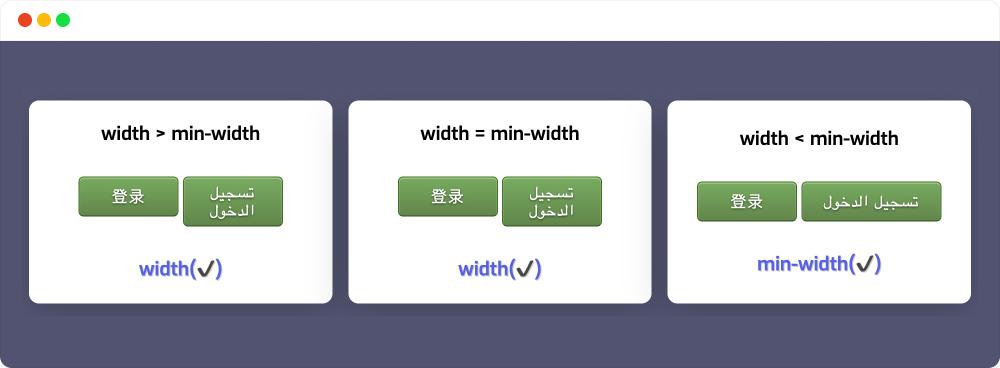 width > min-width
登录
تسجيل
الدخول
width(✔)
width = min-width
登录
تسجيل
الدخول
width(✔)
width < min-width
登录
تسجيل الدخول
min-width(✔)